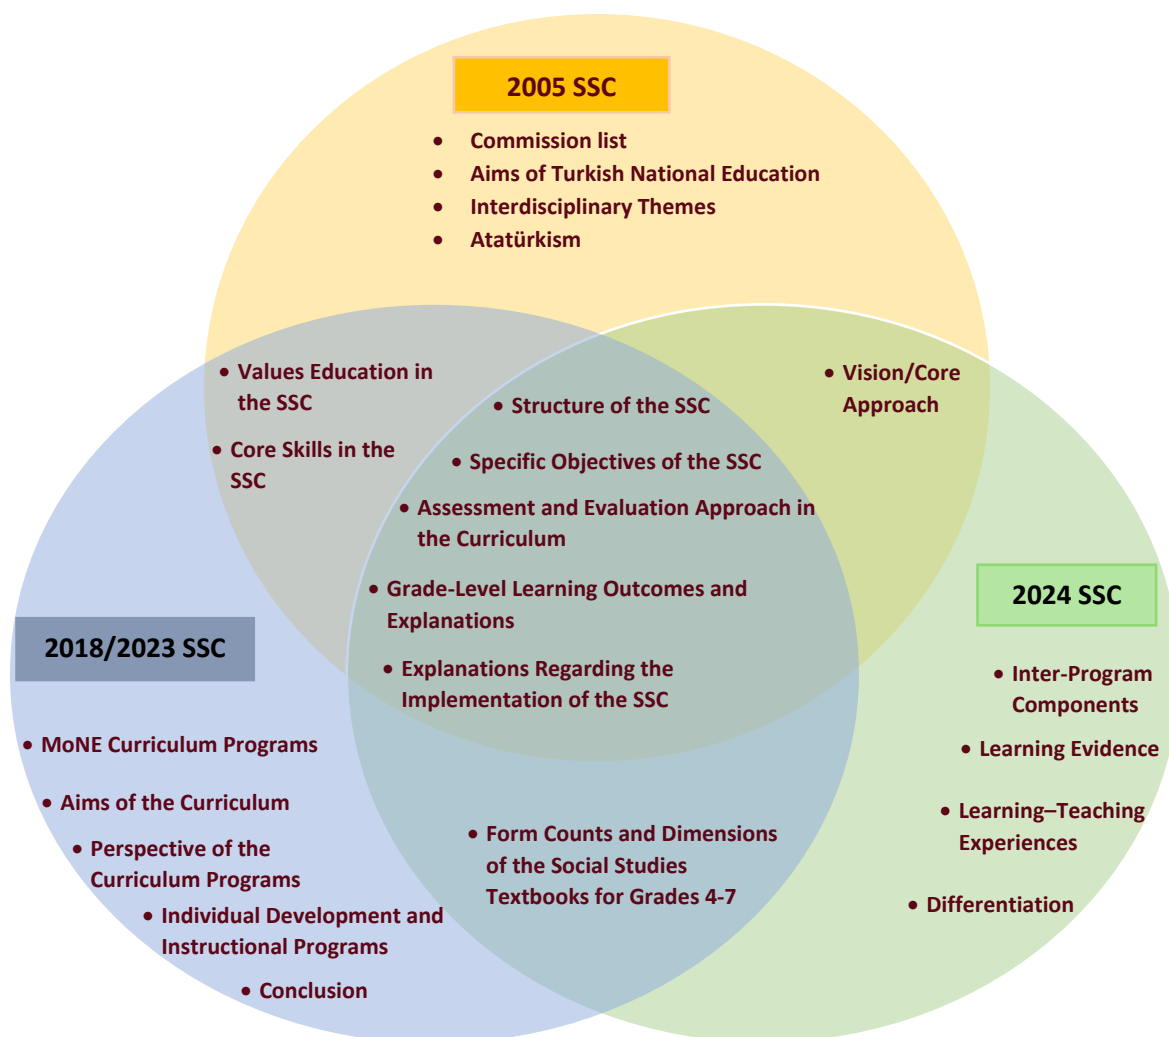 2005 SSC
• Commission list
• Aims of Turkish National Education
• Interdisciplinary Themes
• Atatürkism
• Values Education in
the SSC
• Core Skills in the
SSC
• Structure of the SSC
• Specific Objectives of the SSC
• Assessment and Evaluation Approach in
the Curriculum
• Grade-Level Learning Outcomes and
Explanations
• Explanations Regarding the
Implementation of the SSC
• Vision/Core
Approach
2018/2023 SSC
• MoNE Curriculum Programs
• Aims of the Curriculum
• Perspective of the
Curriculum Programs
• Individual Development and
Instructional Programs
• Conclusion
• Form Counts and Dimensions
of the Social Studies
Textbooks for Grades 4-7
2024 SSC
• Inter-Program
Components
• Learning Evidence
• Learning–Teaching
Experiences
• Differentiation